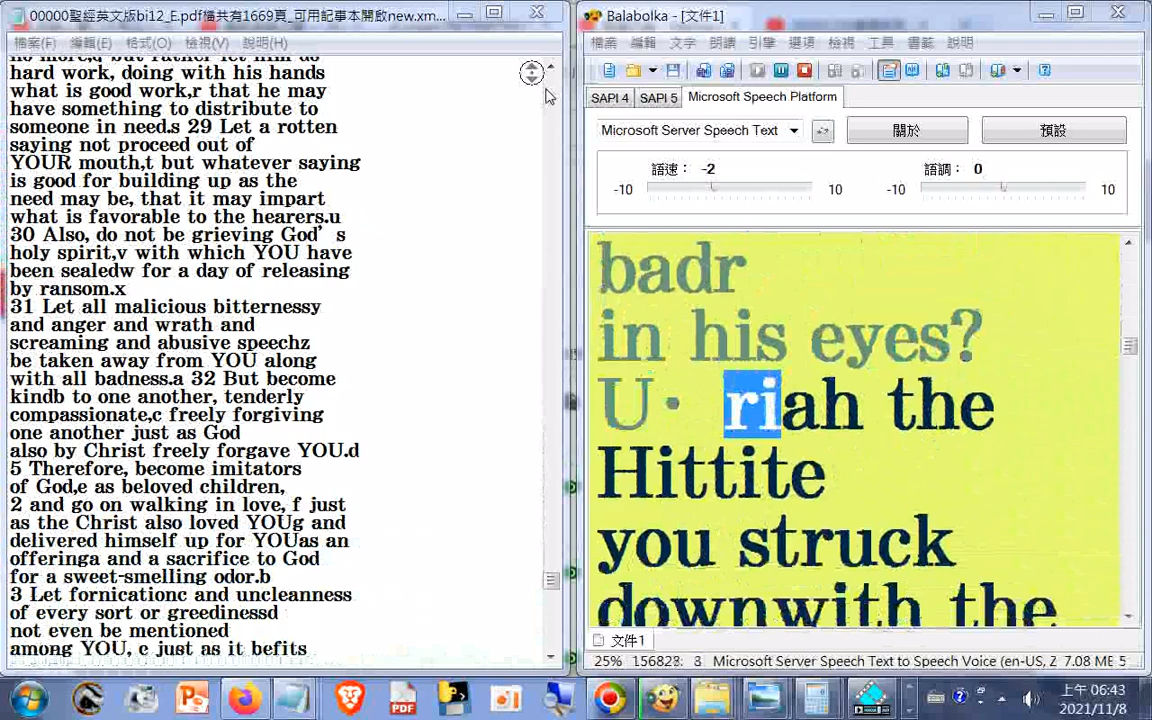 00000聖經英文版bi12_E.pdf檔共有1669頁_可用記事本開啟new.xm...
檔案(F) 編輯(E) 格式(O) 檢視(V) 說明(H)
no more,q but rather let him do
hard work, doing with his hands
what is good work,r that he may
have something to distribute to
someone in need.s 29 Let a rotten
saying not proceed out of
YOUR mouth,t but whatever saying
is good for building up as the
need may be, that it may impart
what is favorable to the hearers.u
30 Also, do not be grieving God’ s
holy spirit,v with which YOU have
been sealedw for a day of releasing
by ransom.x
31 Let all malicious bitternessy
and anger and wrath and
screaming and abusive speechz
be taken away from YOU along
with all badness.a 32 But become
kindb to one another, tenderly
compassionate,c freely forgiving
one another just as God
also by Christ freely forgave YOU.d
5 Therefore, become imitators
of God,e as beloved children,
2 and go on walking in love, f just
as the Christ also loved YOUg and
delivered himself up for YOUas an
offeringa and a sacrifice to God
for a sweet-smelling odor.b
3 Let fornicationc and uncleanness
of every sort or greedinessd
not even be mentioned
among YOU, c just as it befits
Balabolka - [文件1]
檔案 編輯 文字 朗讀 引擎 選項 檢視 工具 書籤 說明
SAPI 4 SAPI 5 Microsoft Speech Platform
Microsoft Server Speech Text 關於 預設
語速： -2 語調： 0
-10 10 -10 10
badr
in his eyes?
U· riah the
Hittite
you struck
downwith the
文件1
25% 156823: 3 Microsoft Server Speech Text to Speech Voice (en-US, Z 7.08 ME 5
PDF
上午 06:43
2021/11/8